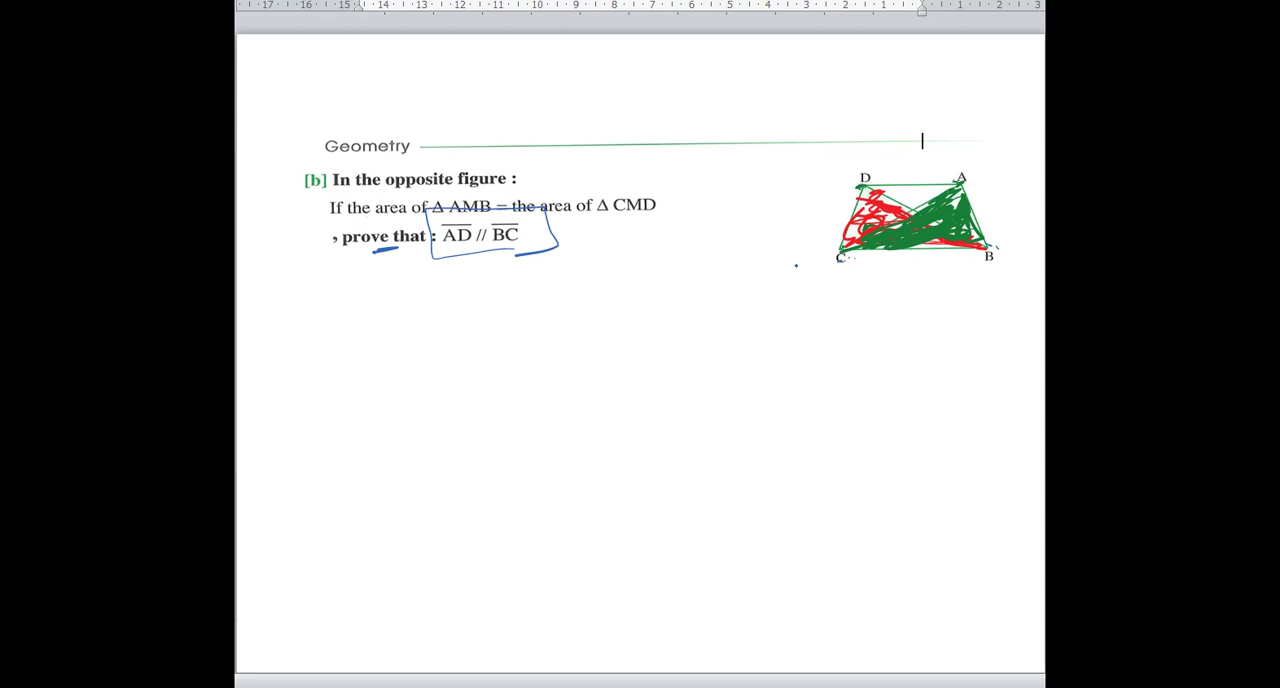 17 16 15 14 13 12 11 10 9 8 7 6 5 4 3 2 1 1 2 3
Geometry
[b] In the opposite figure :
If the area of Δ AMB = the area of Δ CMD
, prove that : AD // BC
D A
C B